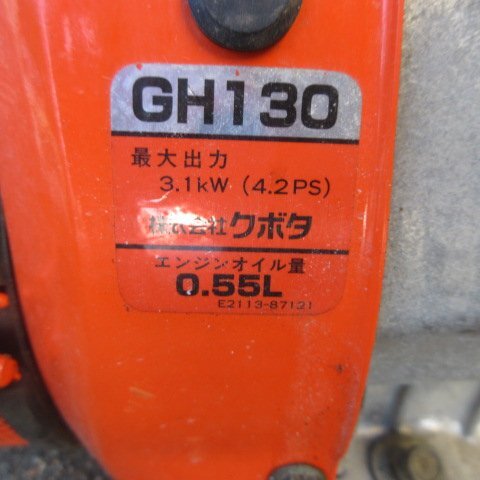 GH130
最大出力
3.1kW (4.2PS)
株式会社クボタ
エンジンオイル量
0.55L
E2113-87121